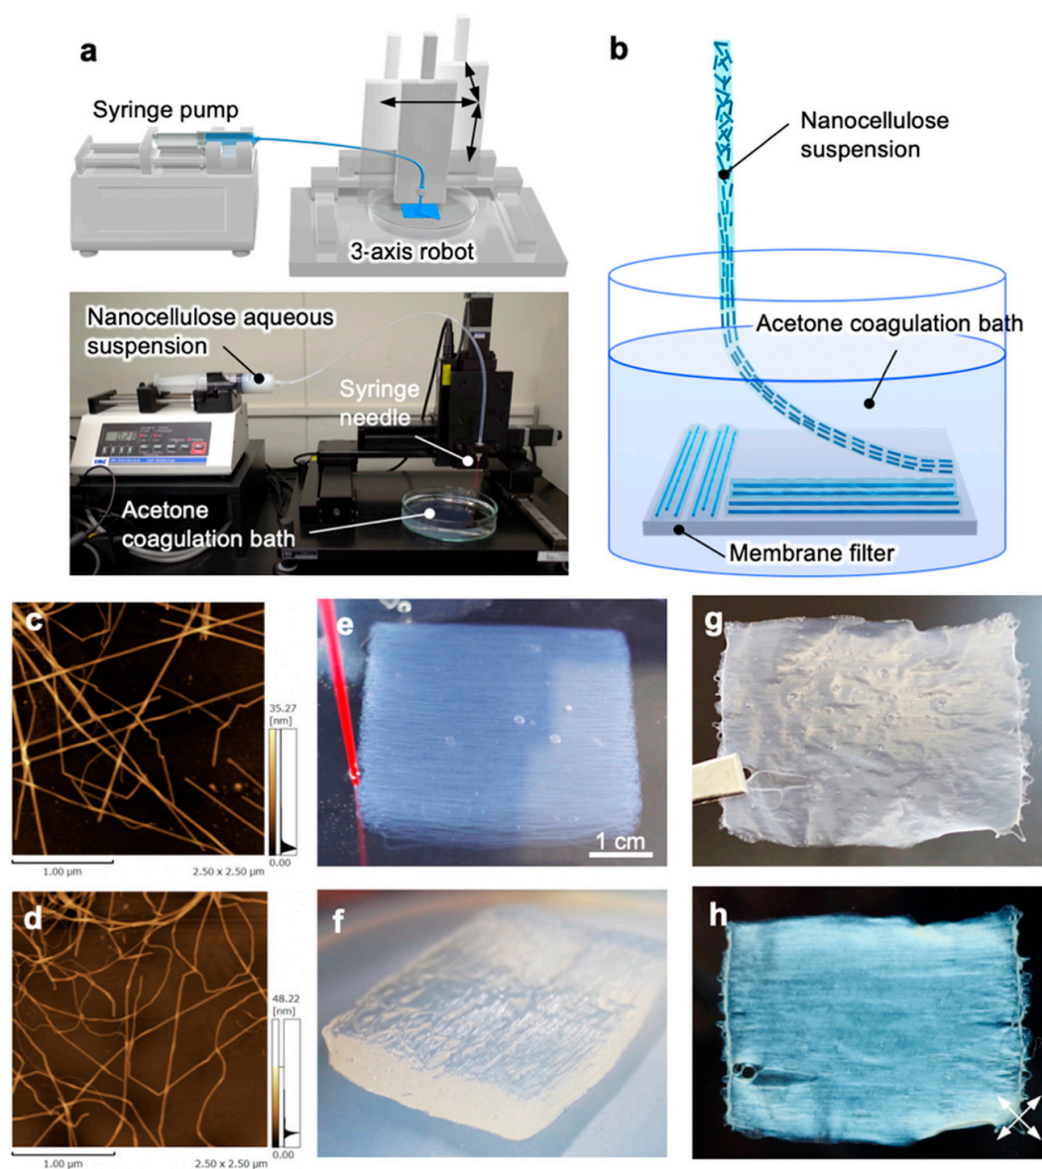 a
Syringe pump
3-axis robot
Nanocellulose aqueous
suspension
Syringe
needle
Acetone
coagulation bath
b
Nanocellulose
suspension
Acetone coagulation bath
Membrane filter
c
35.27
[nm]
0.00
1.00 µm
2.50 x 2.50 µm
d
48.22
[nm]
0.00
1.00 µm
2.50 x 2.50 µm
e
1 cm
f
g
h